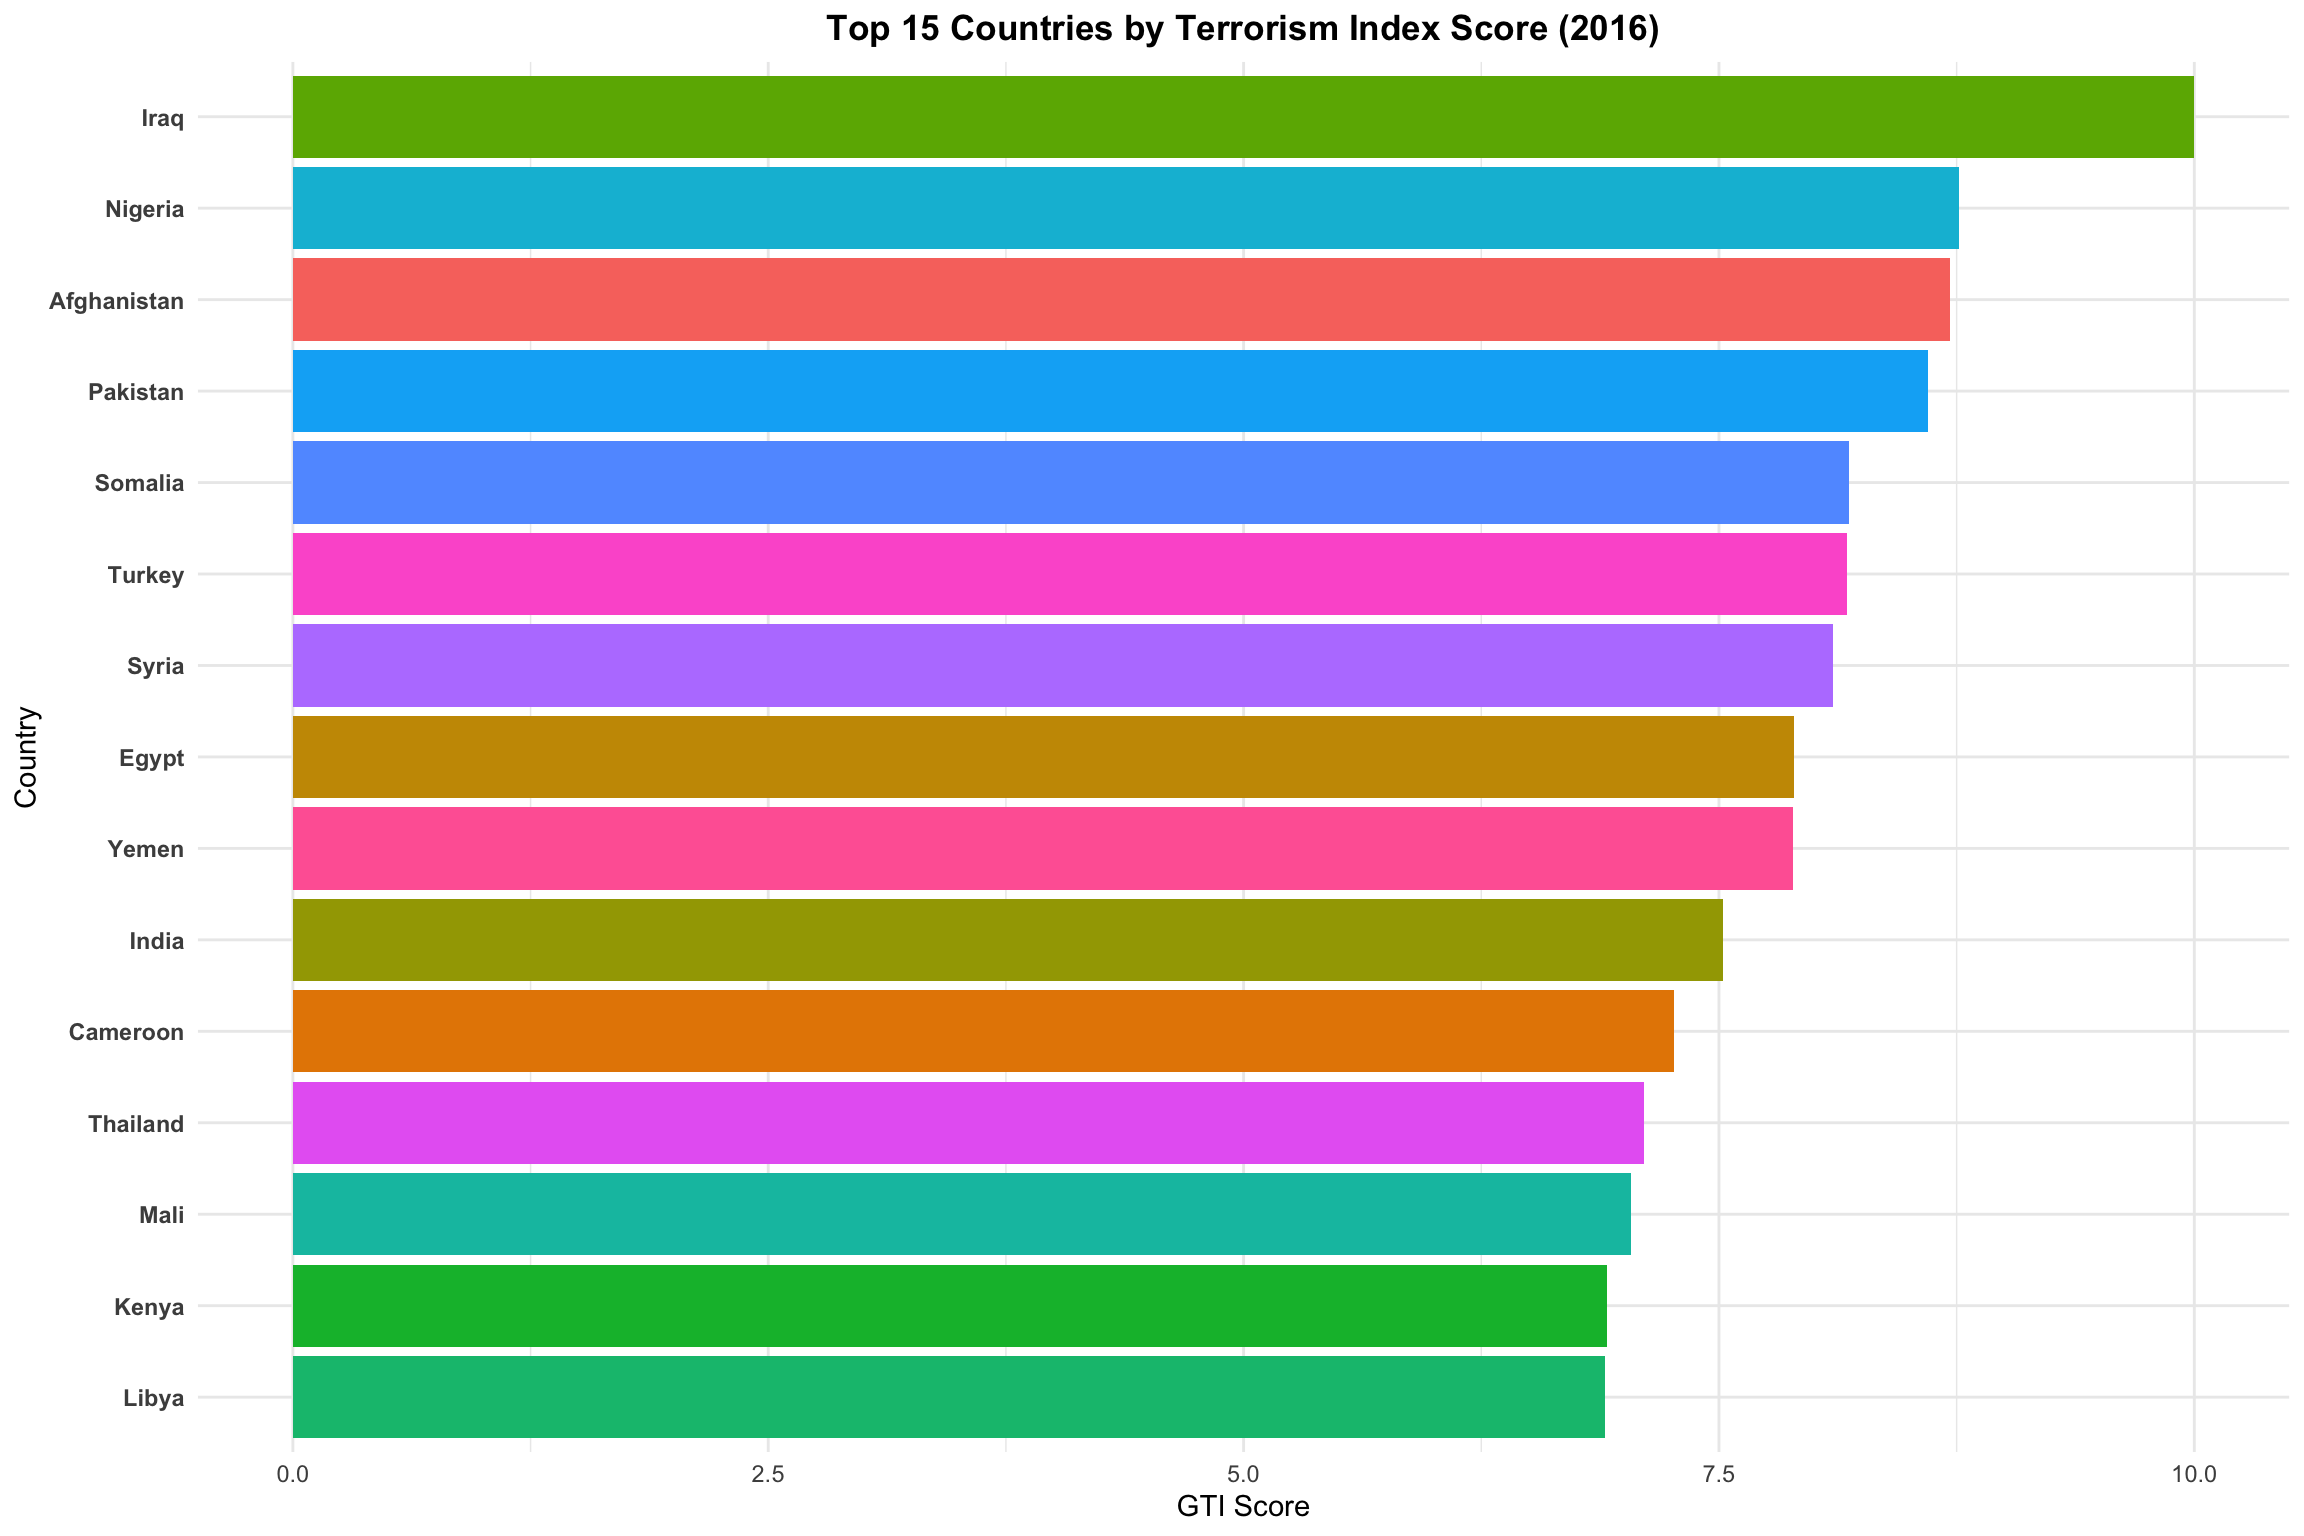 Top 15 Countries by Terrorism Index Score (2016)
Iraq
Nigeria
Afghanistan
Pakistan
Somalia
Turkey
Syria
Egypt
Yemen
India
Cameroon
Thailand
Mali
Kenya
Libya
Country
0.0 2.5 5.0 7.5 10.0
GTI Score